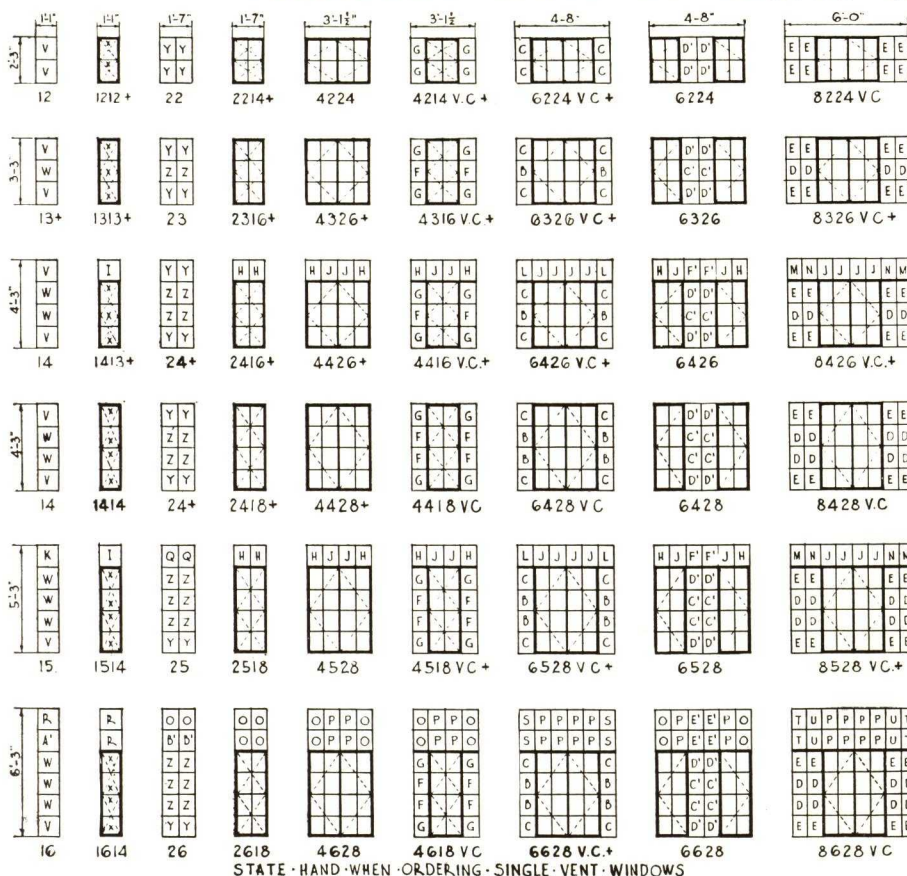 1'-1" 1'-1" 1'-7" 1'-7" 3'-1½" 3'-1½ 4-8" 4-8" 6'-0"
2'-3"
V X Y Y X G G C C D' D' E E E E
V X Y Y X G G C C D' D' E E E E
12 1212+ 22 2214+ 4224 4214 V.C + 6224 V C + 6224 8224 V C
3-3"
V X Y Y G G C C D' D' E E E E
W X Z Z F F B B C' C' D D D D
V X Y Y G G C C D' D' E E E E
13+ 1313+ 23 2316+ 4326+ 4316 V.C + 6326 V C + 6326 8326 V C +
4-3"
V I Y Y H H H J J H H J J H L J J J J L H J F' F' J H M N J J J J N M
W X Z Z G G C C D' D' E E E E
W X Z Z F F B B C' C' D D D D
V X Y Y G G C C D' D' E E E E
14 1413+ 24+ 2416+ 4426+ 4416 V.C.+ 6426 V.C + 6426 8426 V.C.+
4-3"
V X Y Y G G C C D' D' E E E E
W X Z Z F F B B C' C' D D D D
W X Z Z F F B B C' C' D D D D
V X Y Y G G C C D' D' E E E E
14 1414 24+ 2418+ 4428+ 4418 V C 6428 V C 6428 8428 V.C
5-3"
K I Q Q H H H J J H H J J H L J J J J L H J F' F' J H M N J J J J N M
W X Z Z G G C C D' D' E E E E
W X Z Z F F B B C' C' D D D D
W X Z Z F F B B C' C' D D D D
V X Y Y G G C C D' D' E E E E
15 1514 25 2518 4528 4518 V C + 6528 V C + 6528 8528 V C.+
6-3"
R R O O O O O P P O O P P O S P P P P S O P E' E' P O T U P P P P U T
A' R B' B' O O O P P O O P P O S P P P P S O P E' E' P O T U P P P P U T
W X Z Z G G C C D' D' E E E E
W X Z Z F F B B C' C' D D D D
W X Z Z F F B B C' C' D D D D
V X Y Y G G C C D' D' E E E E
16 1614 26 2618 4628 4618 V C 6628 V.C.+ 6628 8628 V C
STATE · HAND · WHEN · ORDERING · SINGLE · VENT · WINDOWS